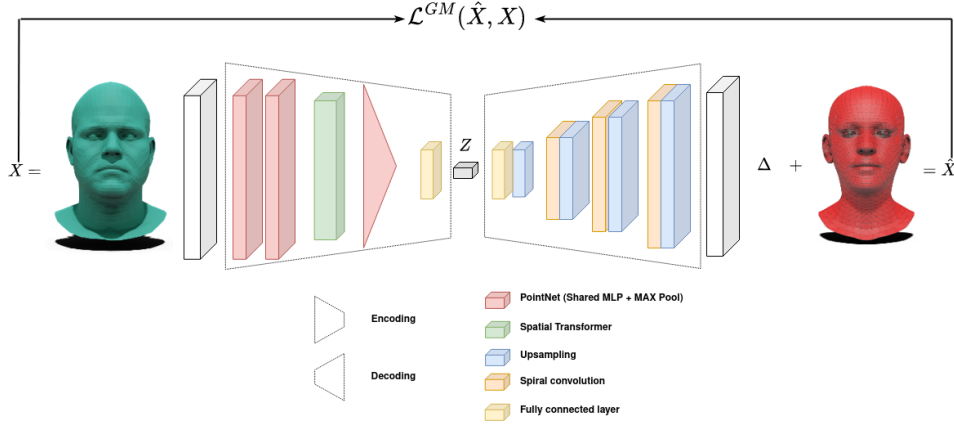 ℒ^{GM}(X̂, X)
X =
Z
Δ + = X̂
PointNet (Shared MLP + MAX Pool)
Encoding
Spatial Transformer
Upsampling
Decoding
Spiral convolution
Fully connected layer